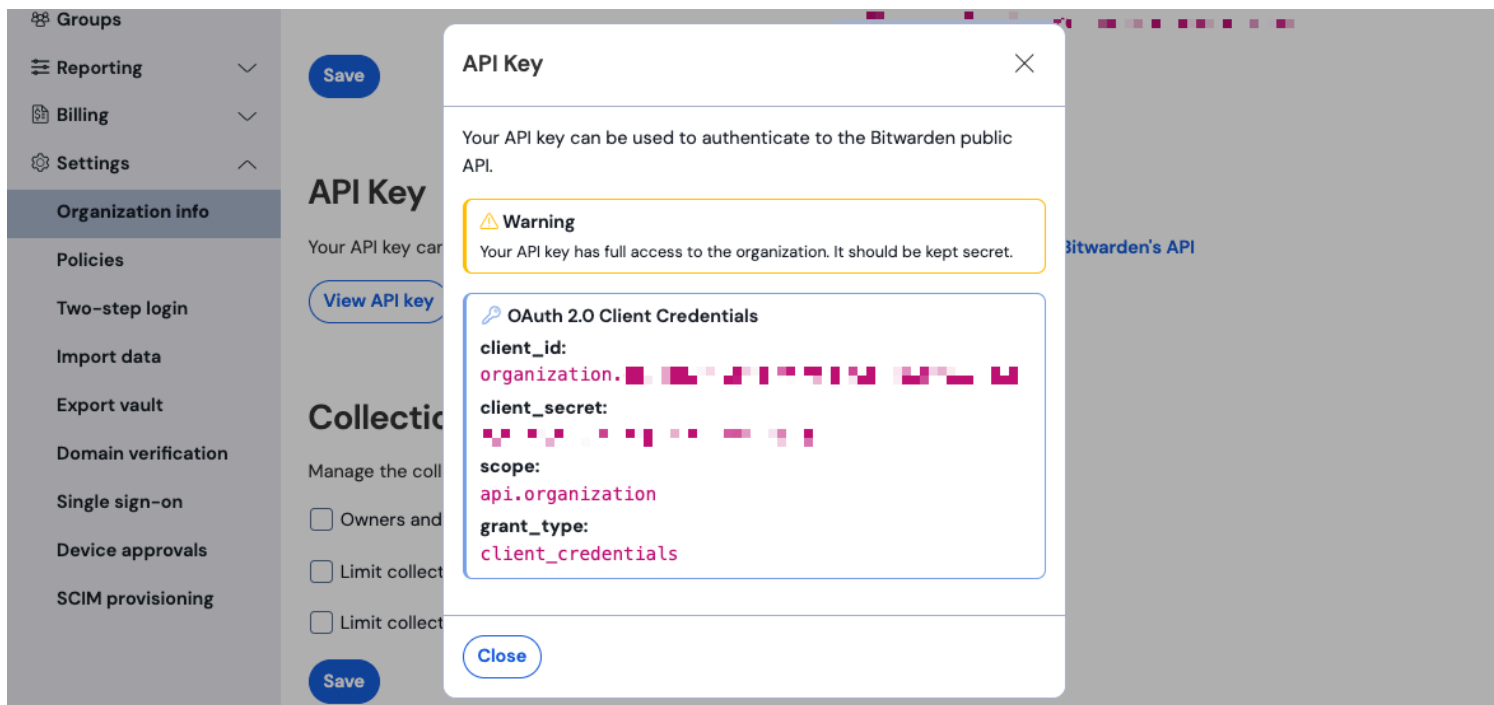 Groups
Reporting
Billing
Settings
Organization info
Policies
Two-step login
Import data
Export vault
Domain verification
Single sign-on
Device approvals
SCIM provisioning
Save
API Key
Your API key can
Bitwarden's API
View API key
Collectio
Manage the coll
Owners and
Limit collect
Limit collect
Save
API Key
Your API key can be used to authenticate to the Bitwarden public
API.
Warning
Your API key has full access to the organization. It should be kept secret.
OAuth 2.0 Client Credentials
client_id:
organization.
client_secret:
scope:
api.organization
grant_type:
client_credentials
Close